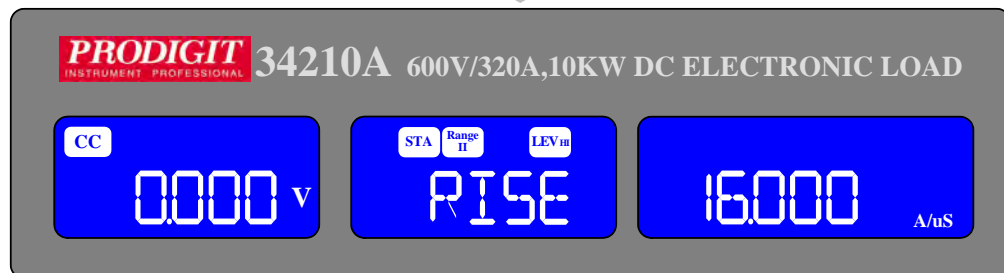 PRODIGIT
INSTRUMENT PROFESSIONAL
34210A 600V/320A,10KW DC ELECTRONIC LOAD
CC
0.000 V
STA Range II LEV HI
RISE
16.000 A/uS